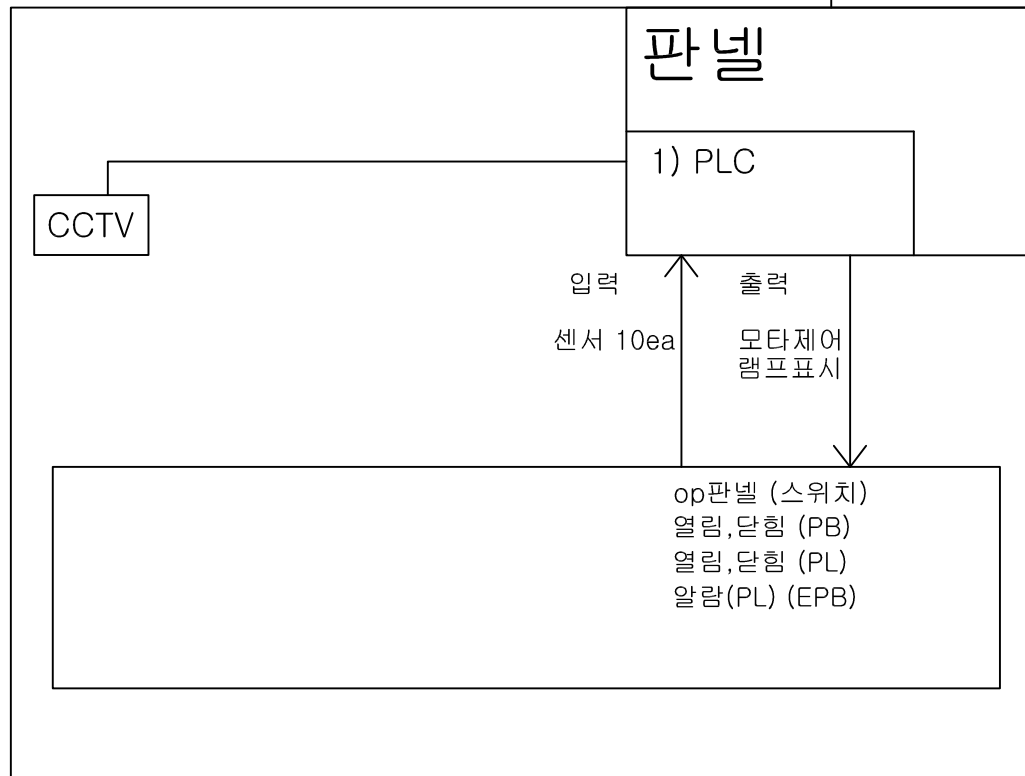 판넬
1) PLC
CCTV
입력
출력
센서 10ea
모타제어
램프표시
op판넬 (스위치)
열림,닫힘 (PB)
열림,닫힘 (PL)
알람(PL) (EPB)